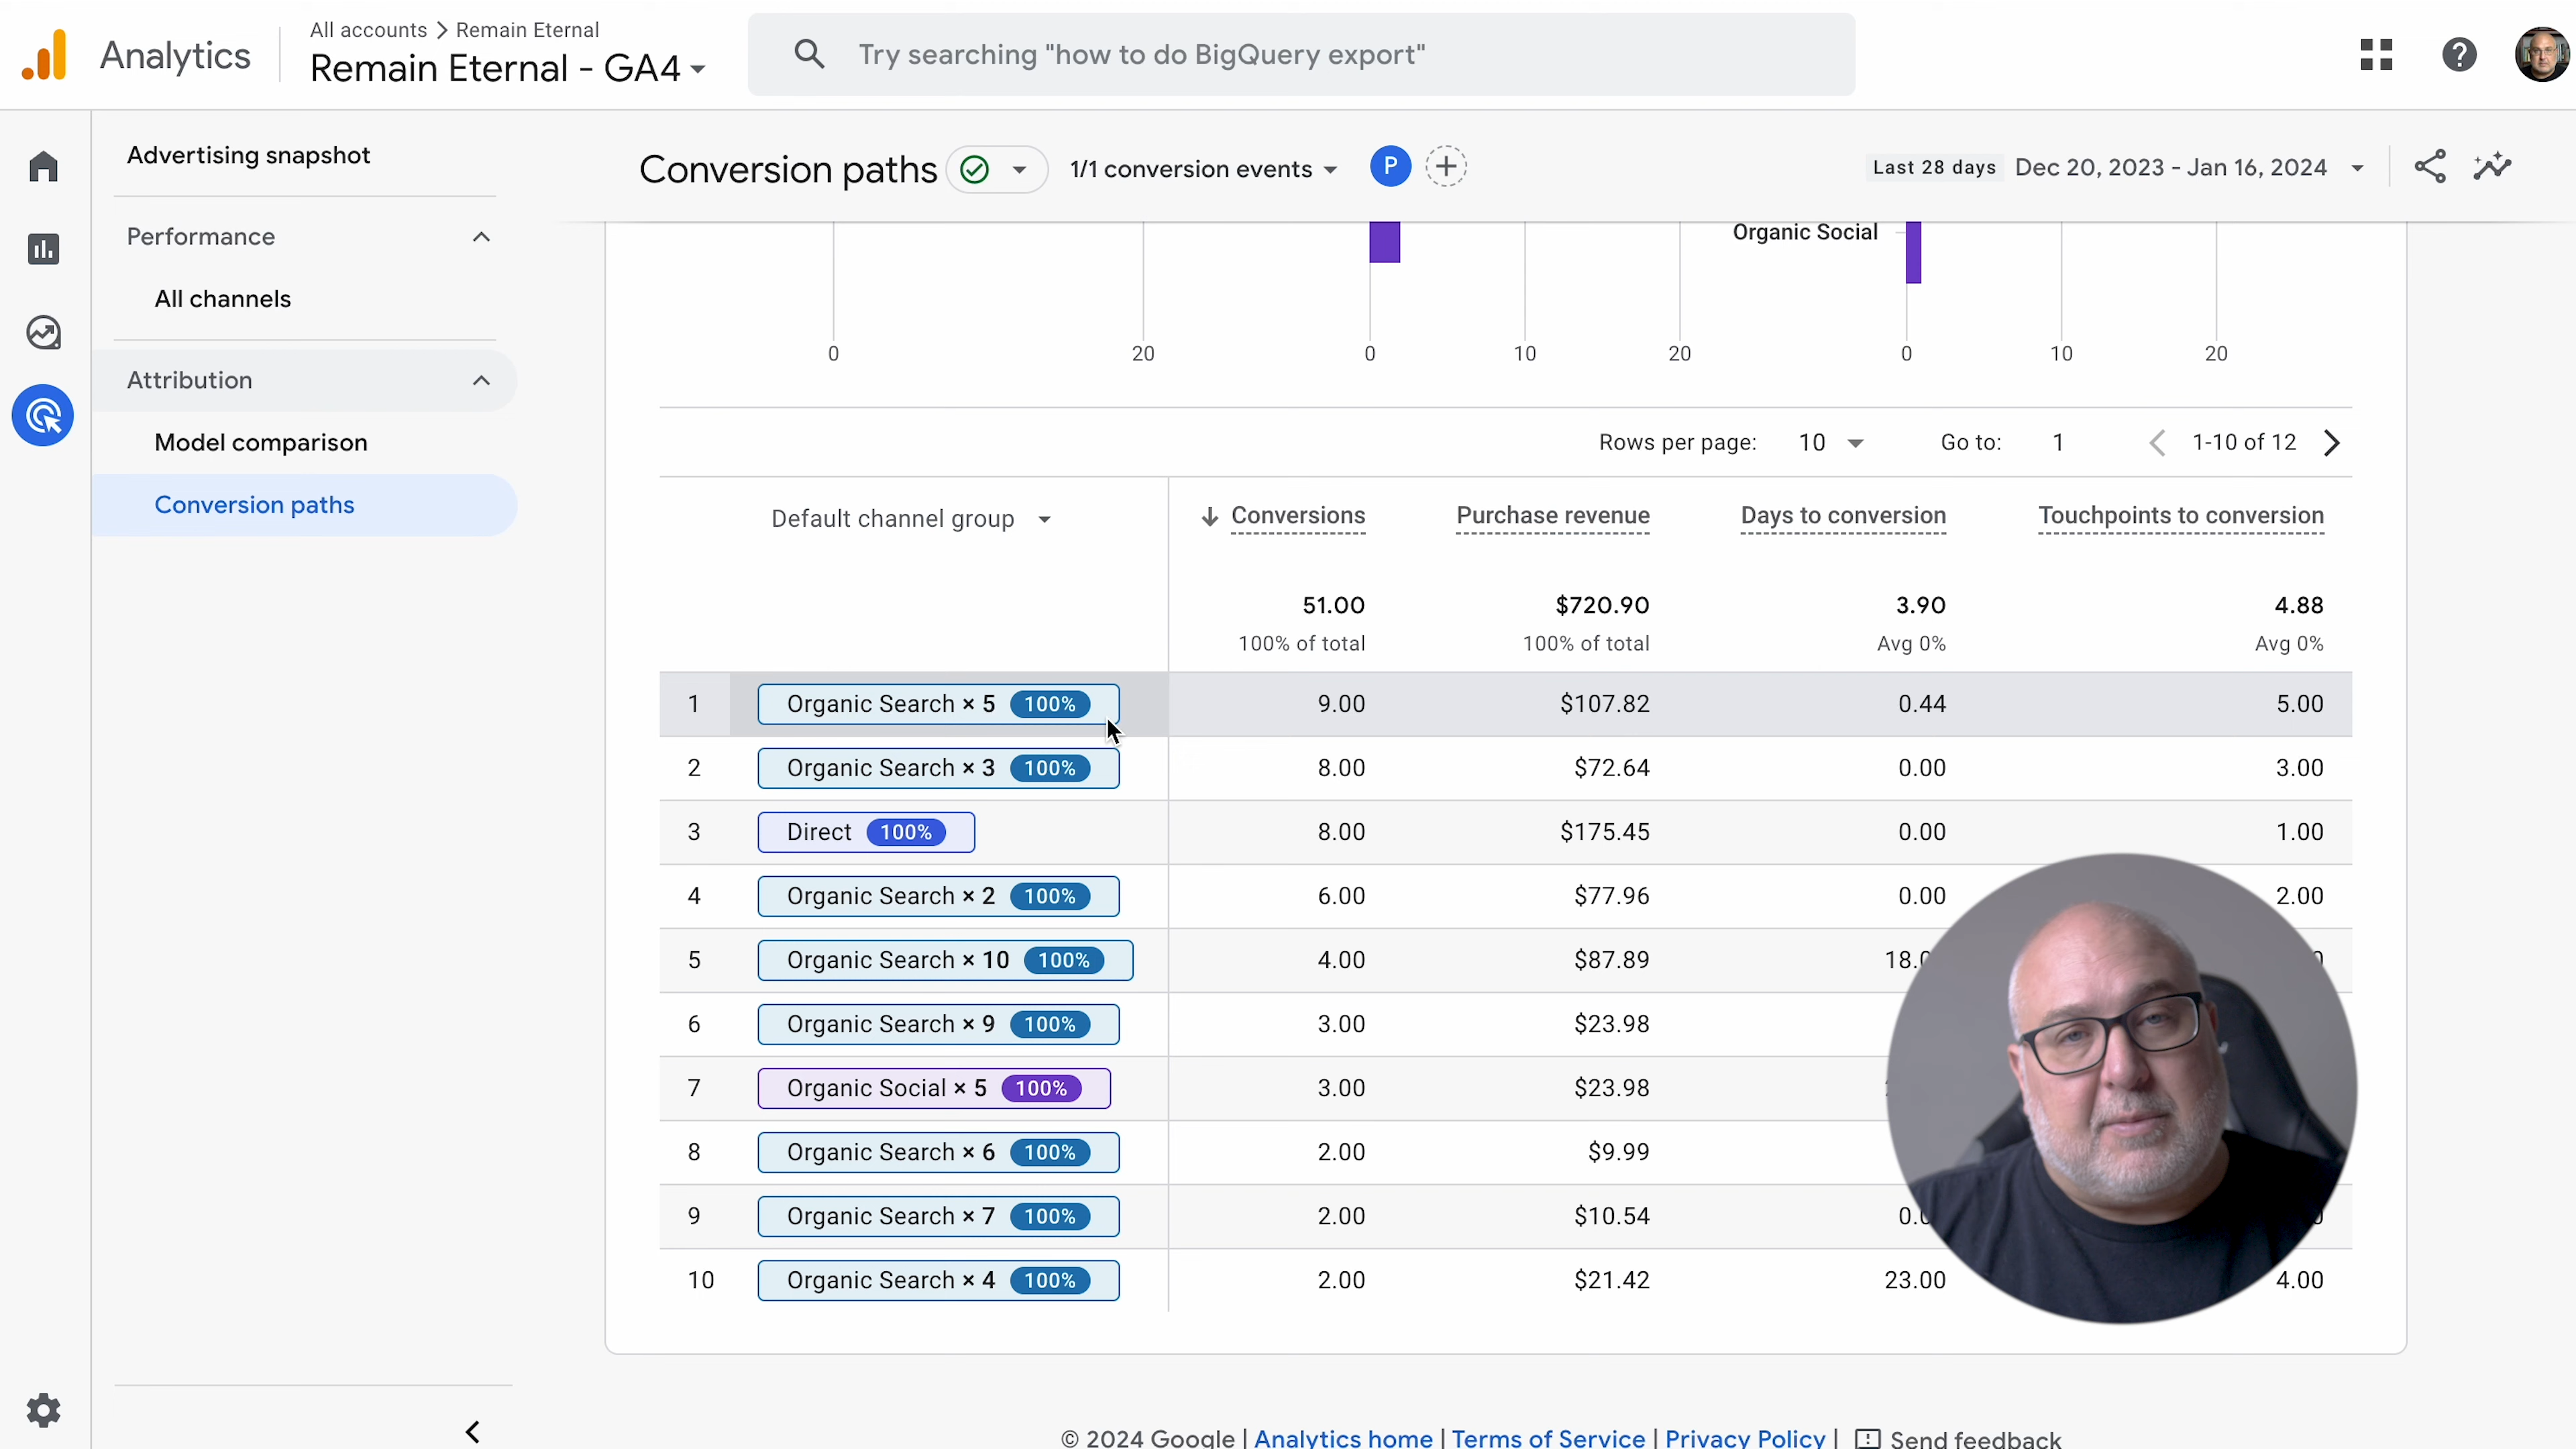 Analytics
All accounts > Remain Eternal
Remain Eternal - GA4
Try searching "how to do BigQuery export"
Advertising snapshot
Performance
All channels
Attribution
Model comparison
Conversion paths
Conversion paths
1/1 conversion events
P
Last 28 days Dec 20, 2023 - Jan 16, 2024
Organic Social
0 20 0 10 20 0 10 20
Rows per page: 10 Go to: 1 1-10 of 12
Default channel group Conversions Purchase revenue Days to conversion Touchpoints to conversion
51.00 $720.90 3.90 4.88
100% of total 100% of total Avg 0% Avg 0%
1 Organic Search × 5 100% 9.00 $107.82 0.44 5.00
2 Organic Search × 3 100% 8.00 $72.64 0.00 3.00
3 Direct 100% 8.00 $175.45 0.00 1.00
4 Organic Search × 2 100% 6.00 $77.96 0.00 2.00
5 Organic Search × 10 100% 4.00 $87.89
6 Organic Search × 9 100% 3.00 $23.98
7 Organic Social × 5 100% 3.00 $23.98
8 Organic Search × 6 100% 2.00 $9.99
9 Organic Search × 7 100% 2.00 $10.54
10 Organic Search × 4 100% 2.00 $21.42 23.00 4.00
© 2024 Google | Analytics home | Terms of Service | Privacy Policy | Send feedback